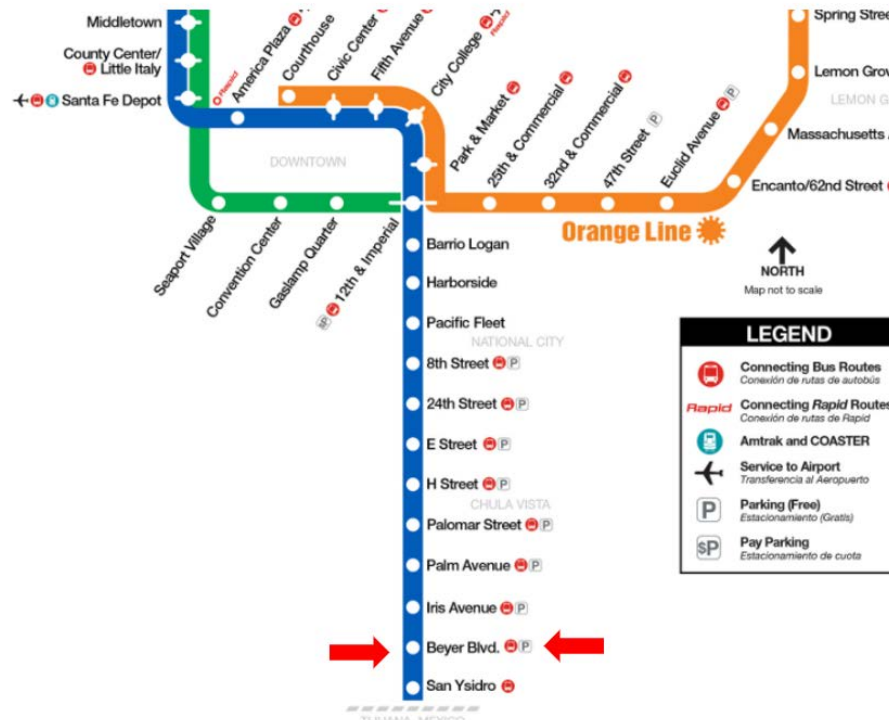 Middletown
County Center/
Little Italy
Santa Fe Depot
Rapid
America Plaza
Courthouse
Civic Center
Fifth Avenue
City College
Rapid
Park & Market
25th & Commercial
32nd & Commercial
47th Street P
Euclid Avenue P
Spring Stree
Lemon Grov
LEMON G
Massachusetts A
Encanto/62nd Street
DOWNTOWN
Seaport Village
Convention Center
Gaslamp Quarter
$P 12th & Imperial
Orange Line
NORTH
Map not to scale
Barrio Logan
Harborside
Pacific Fleet
NATIONAL CITY
8th Street P
24th Street P
E Street P
H Street P
CHULA VISTA
Palomar Street P
Palm Avenue P
Iris Avenue P
Beyer Blvd. P
San Ysidro
TIJUANA, MEXICO
LEGEND
Connecting Bus Routes
Conexión de rutas de autobús
Rapid Connecting Rapid Routes
Conexión de rutas de Rapid
Amtrak and COASTER
Service to Airport
Transferencia al Aeropuerto
P Parking (Free)
Estacionamiento (Gratis)
$P Pay Parking
Estacionamiento de cuota